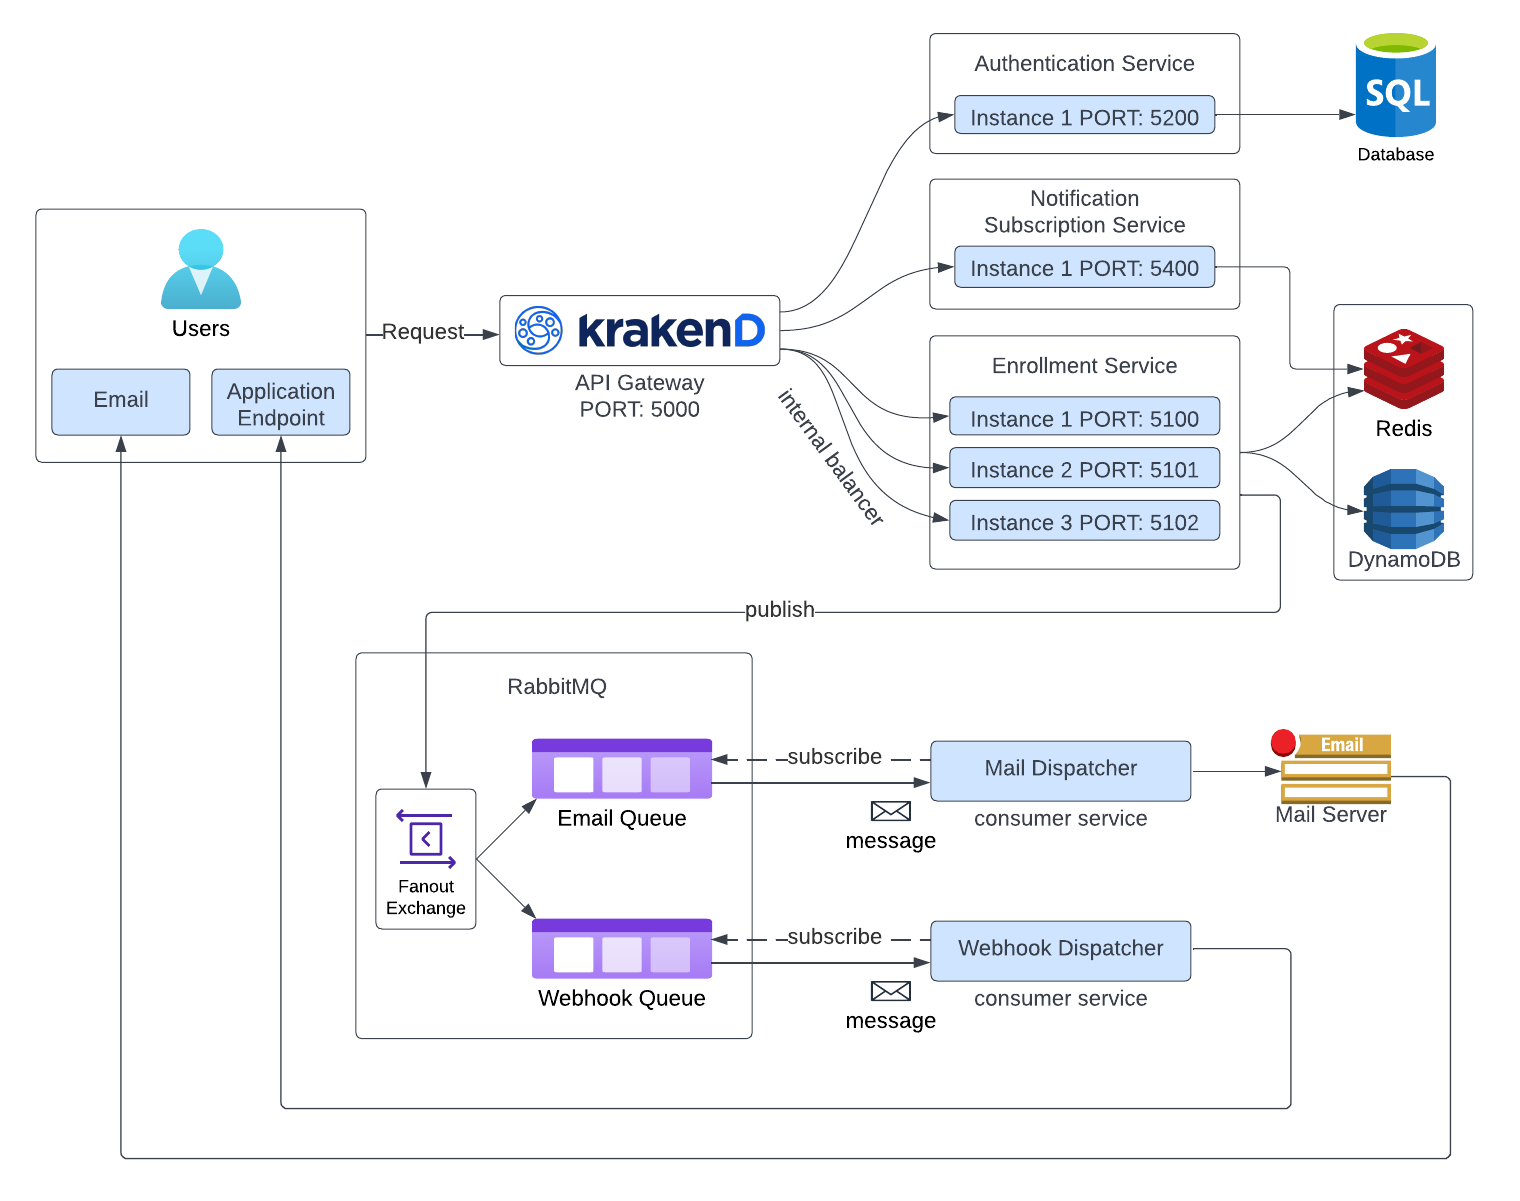 Authentication Service
Instance 1 PORT: 5200
SQL
Database
Notification
Subscription Service
Instance 1 PORT: 5400
Users
Email
Application
Endpoint
Request
krakenD
API Gateway
PORT: 5000
internal balancer
Enrollment Service
Instance 1 PORT: 5100
Instance 2 PORT: 5101
Instance 3 PORT: 5102
Redis
DynamoDB
publish
RabbitMQ
Fanout
Exchange
Email Queue
Webhook Queue
subscribe
message
Mail Dispatcher
consumer service
Email
Mail Server
subscribe
message
Webhook Dispatcher
consumer service